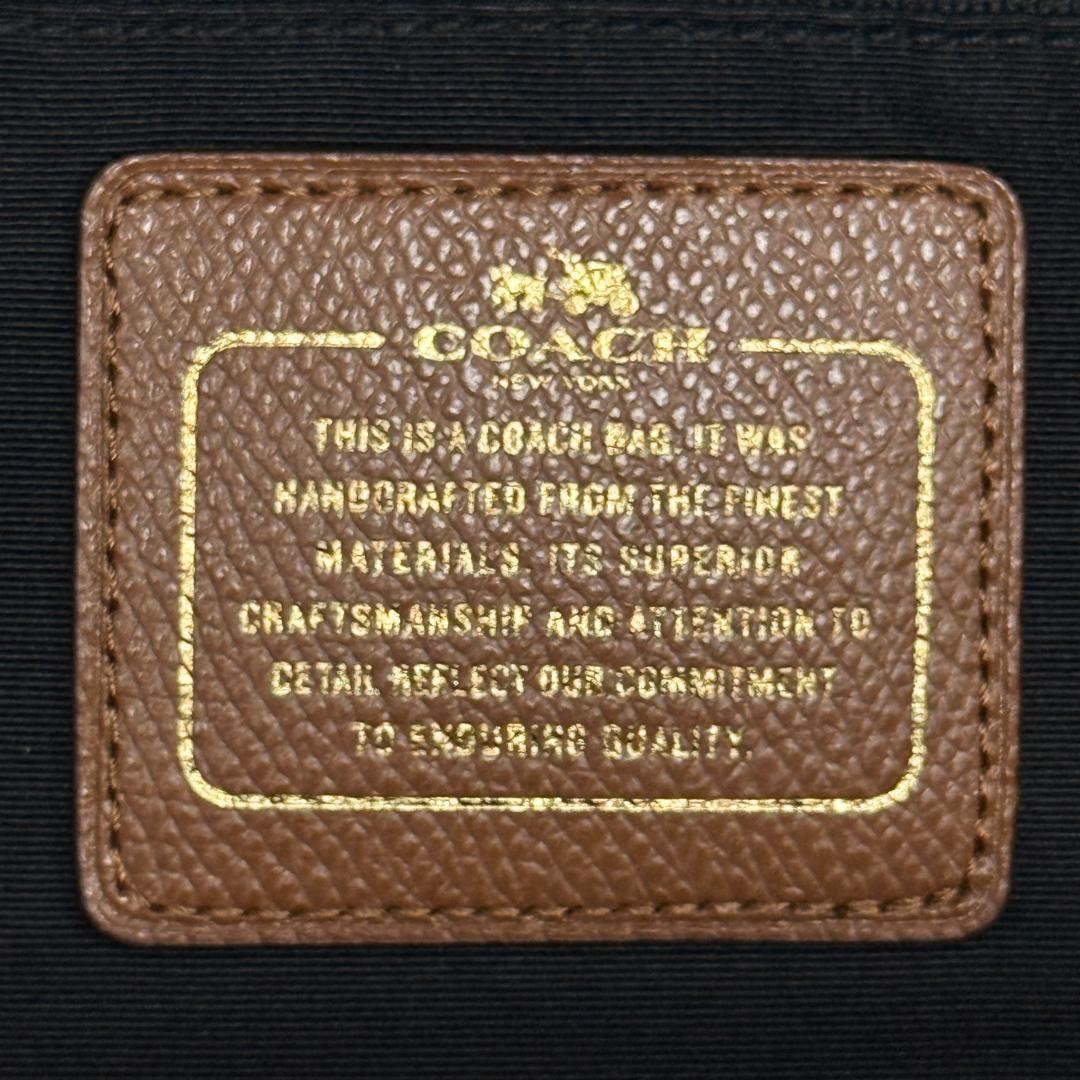 COACH
NEW YORK
THIS IS A COACH BAG. IT WAS
HANDCRAFTED FROM THE FINEST
MATERIALS. ITS SUPERIOR
CRAFTSMANSHIP AND ATTENTION TO
DETAIL REFLECT OUR COMMITMENT
TO ENDURING QUALITY.